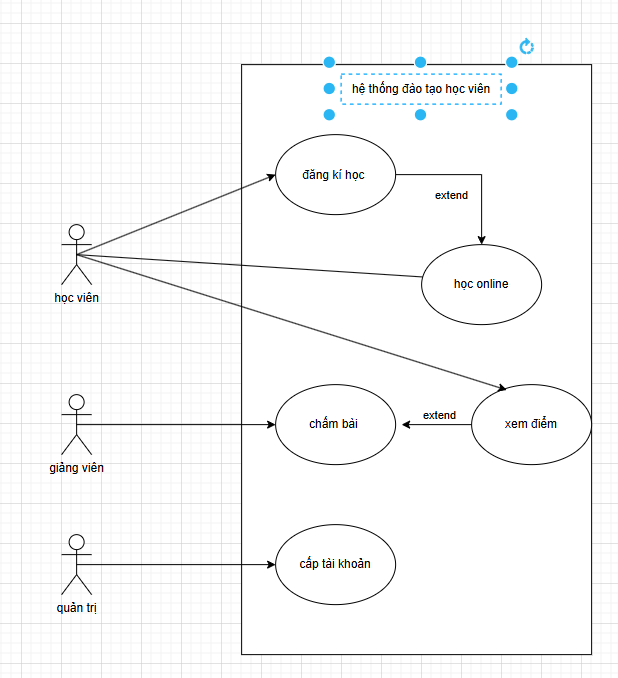 hệ thống đào tạo học viên
đăng kí học
extend
học online
học viên
chấm bài
extend
xem điểm
giảng viên
cấp tài khoản
quản trị